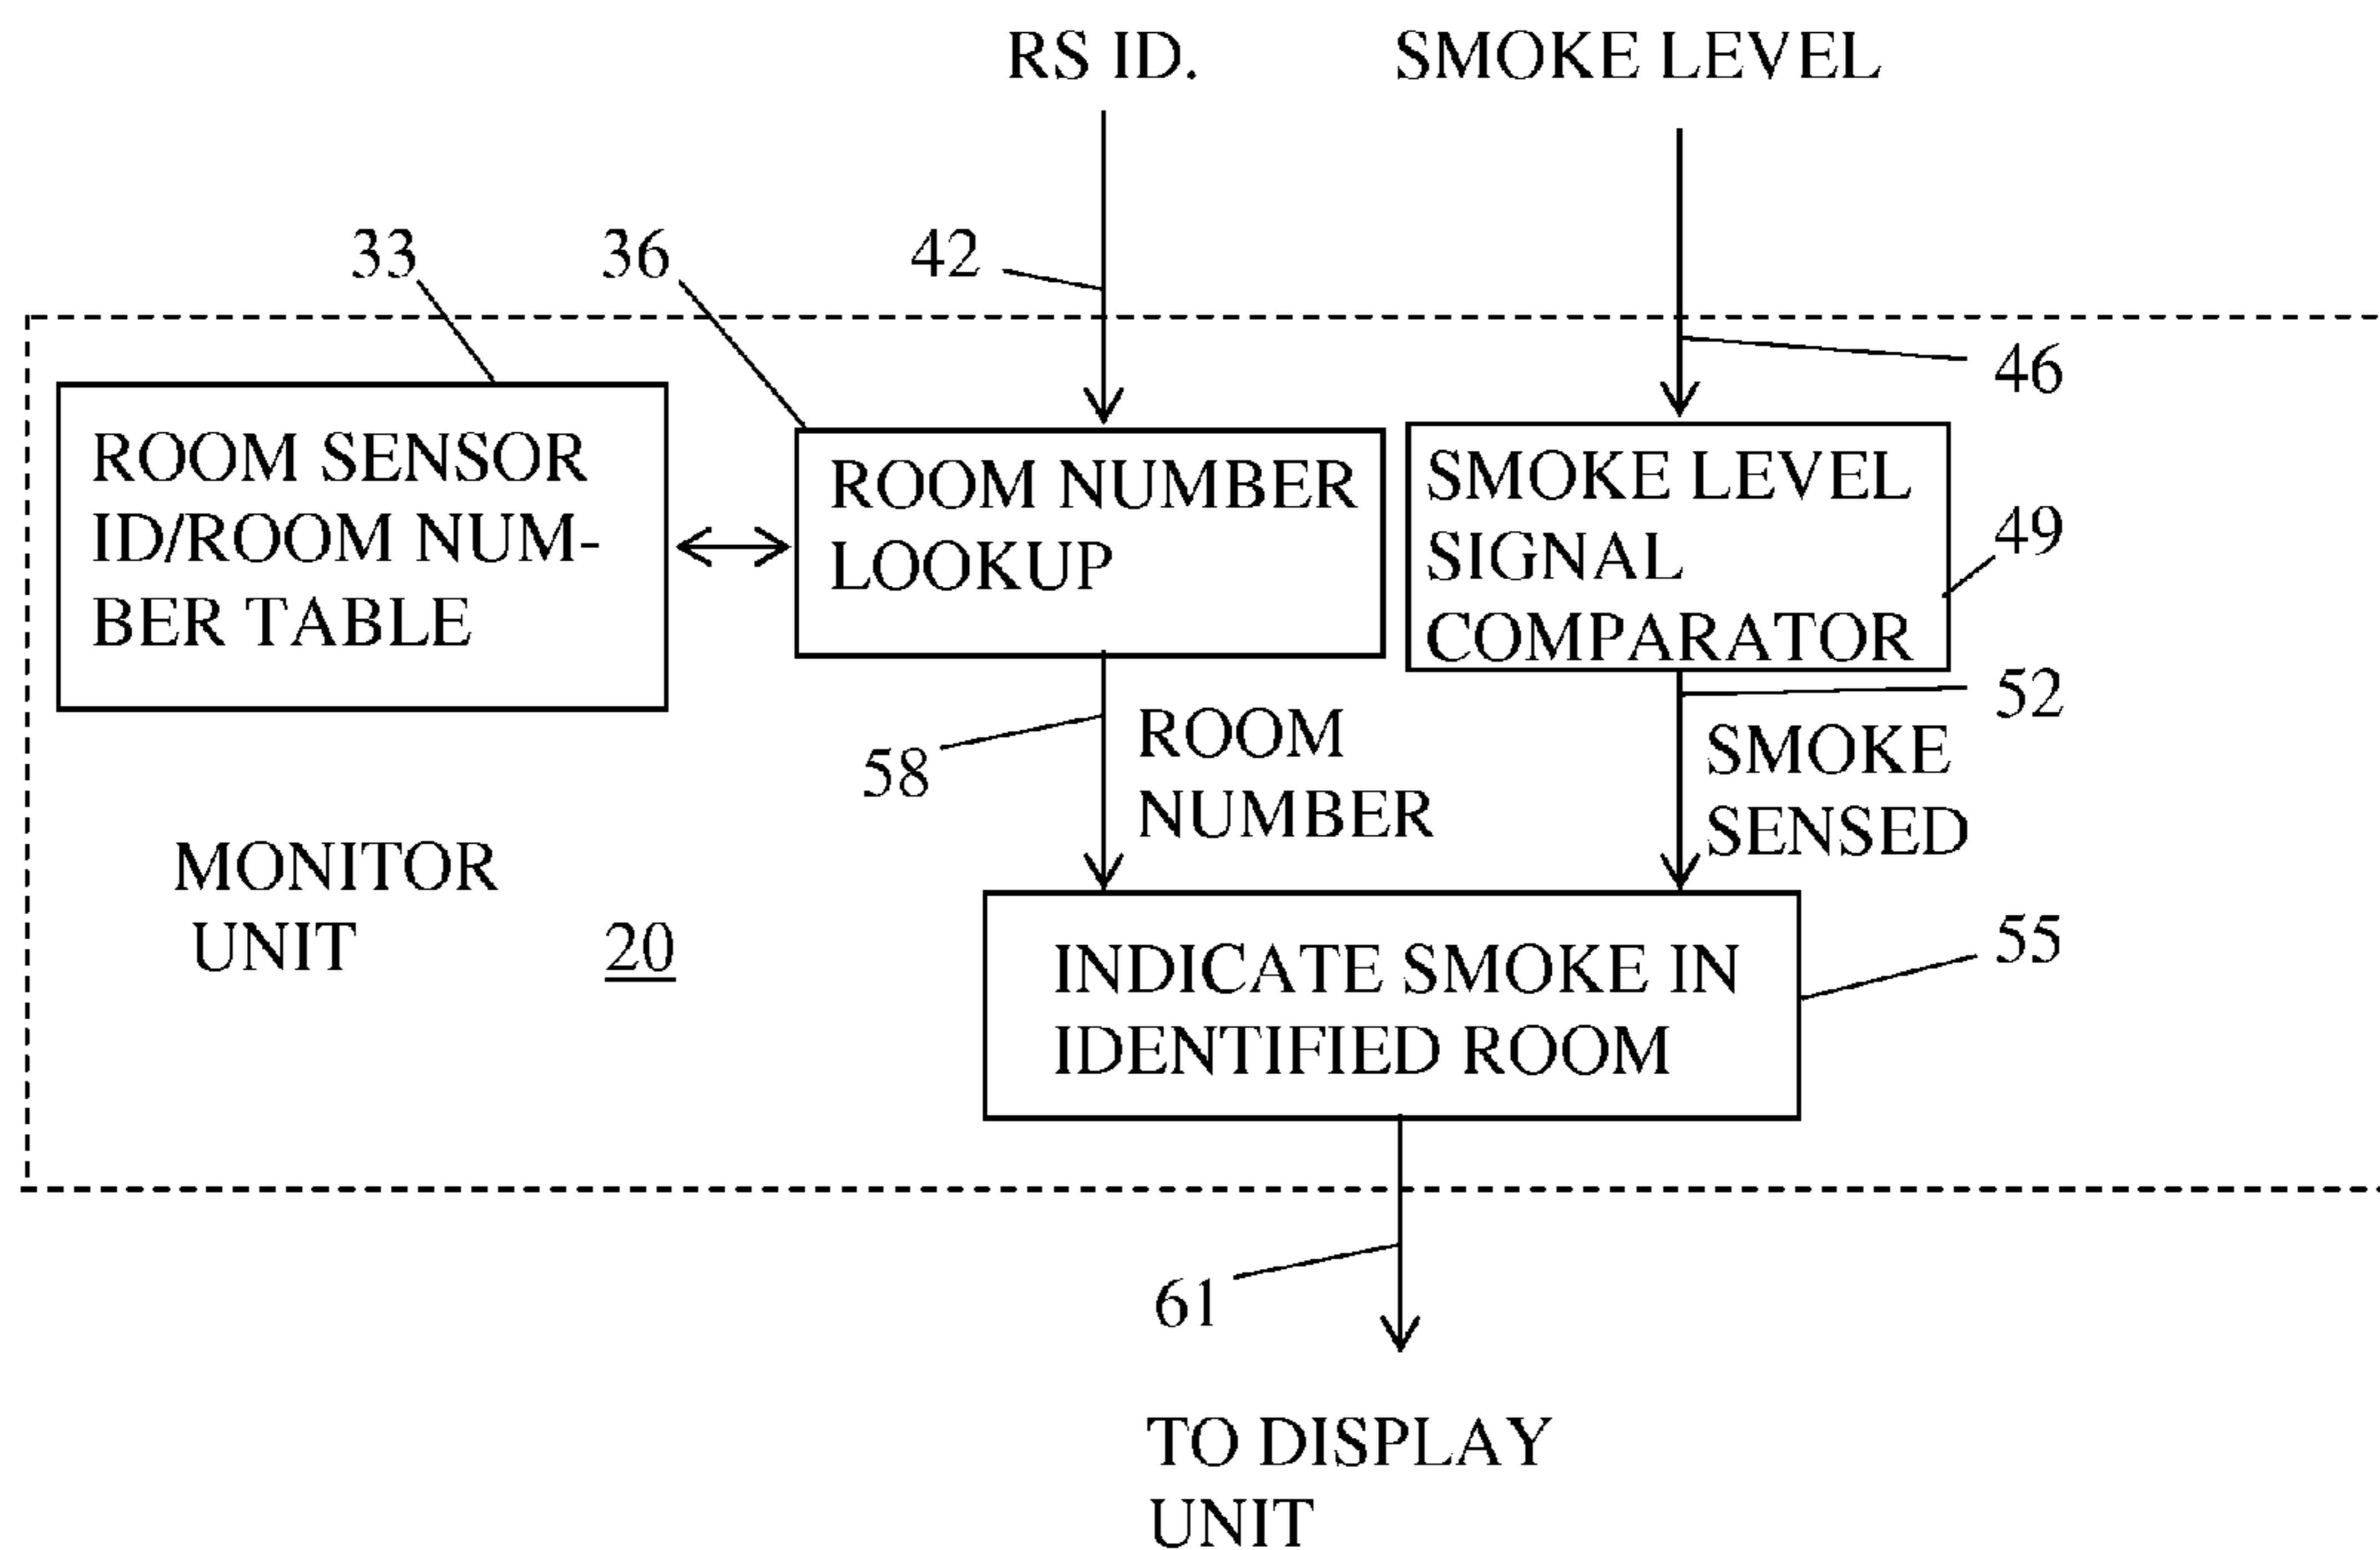 RS ID.
SMOKE LEVEL
33
36
42
46
ROOM SENSOR
ID/ROOM NUM-
BER TABLE
ROOM NUMBER
LOOKUP
SMOKE LEVEL
SIGNAL
COMPARATOR
49
52
58
ROOM
NUMBER
SMOKE
SENSED
MONITOR
UNIT
20
INDICATE SMOKE IN
IDENTIFIED ROOM
55
61
TO DISPLAY
UNIT